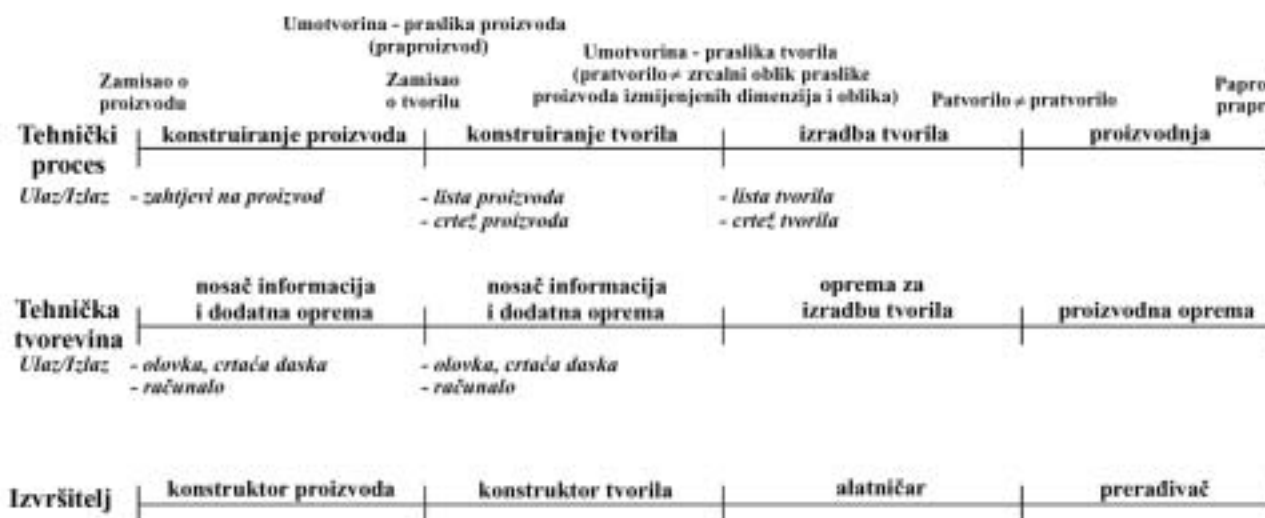 Umotvorina - praslika proizvoda
(praproizvod)
Umotvorina - praslika tvorila
(pratvorilo ≠ zrcalni oblik praslike
proizvoda izmijenjenih dimenzija i oblika)
Zamisao o
proizvodu
Zamisao
o tvorilu
Patvorilo ≠ pratvorilo
Tehnički
proces
konstruiranje proizvoda
konstruiranje tvorila
izradba tvorila
proizvodnja
Ulaz/Izlaz
- zahtjevi na proizvod
- lista proizvoda
- crtež proizvoda
- lista tvorila
- crtež tvorila
Tehnička
tvorevina
nosač informacija
i dodatna oprema
nosač informacija
i dodatna oprema
oprema za
izradbu tvorila
proizvodna oprema
Ulaz/Izlaz
- olovka, crtaća daska
- računalo
- olovka, crtaća daska
- računalo
Izvršitelj
konstruktor proizvoda
konstruktor tvorila
alatničar
prerađivač